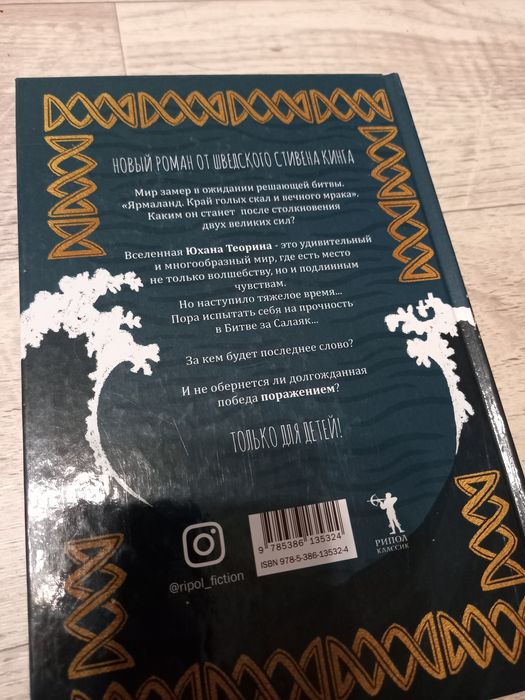 НОВЫЙ РОМАН ОТ ШВЕДСКОГО СТИВЕНА КИНГА
Мир замер в ожидании решающей битвы.
«Ярмаланд. Край голых скал и вечного мрака».
Каким он станет после столкновения
двух великих сил?
Вселенная Юхана Теорина - это удивительный
и многообразный мир, где есть место
не только волшебству, но и подлинным
чувствам.
Но наступило тяжелое время...
Пора испытать себя на прочность
в Битве за Салаяк...
За кем будет последнее слово?
И не обернется ли долгожданная
победа поражением?
ТОЛЬКО ДЛЯ ДЕТЕЙ!
@ripol_fiction
9 785386 135324
ISBN 978-5-386-13532-4
РИПОЛ
КЛАССИК